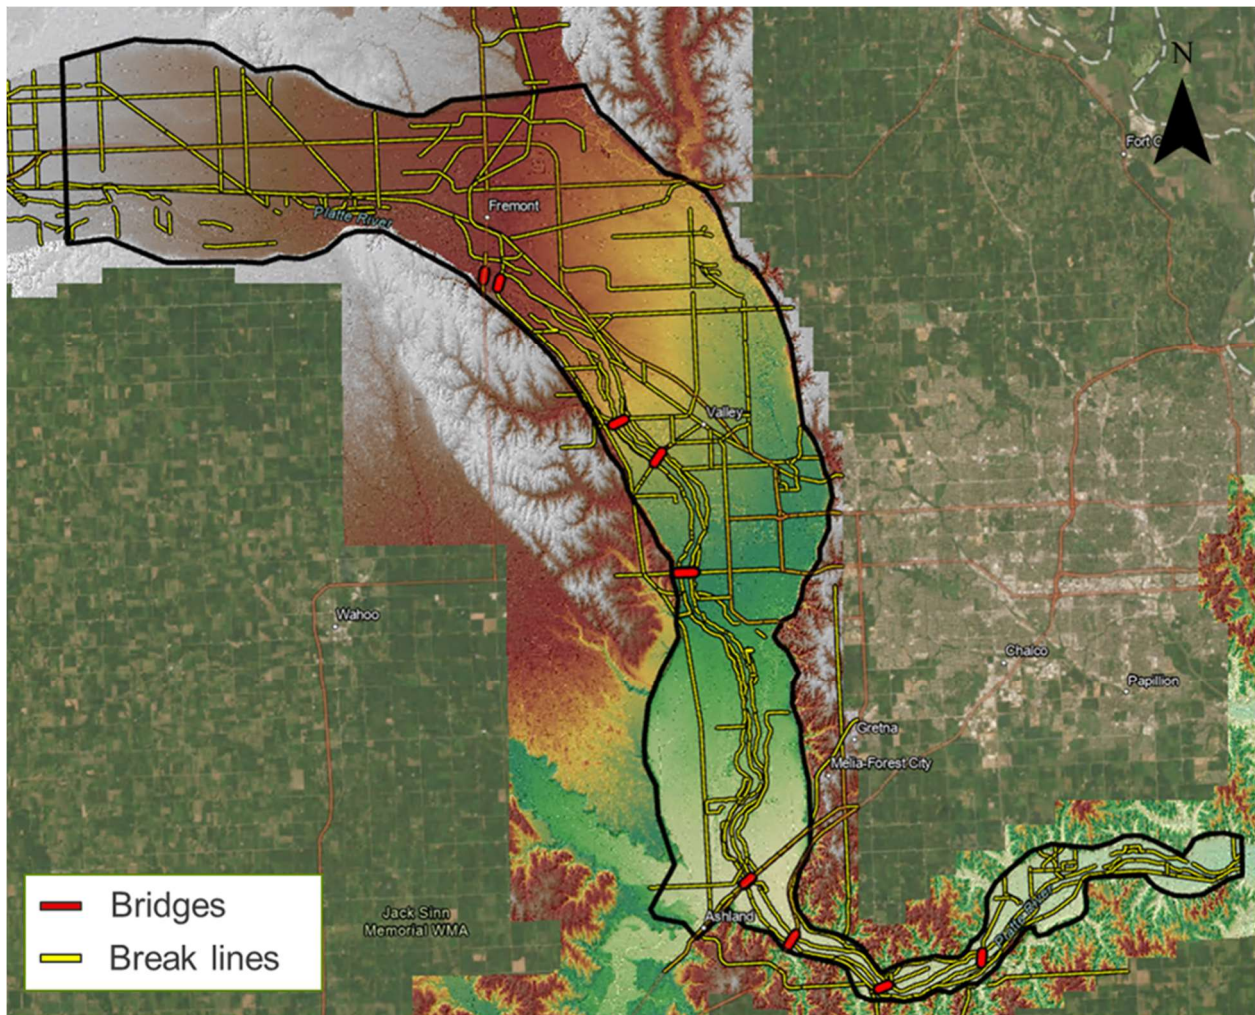 N
Fort C
Fremont
Platte River
Valley
Wahoo
Chalco
Papillion
Gretna
Melia-Forest City
Bridges
Break lines
Jack Sinn
Memorial WMA
Ashland
Platte River